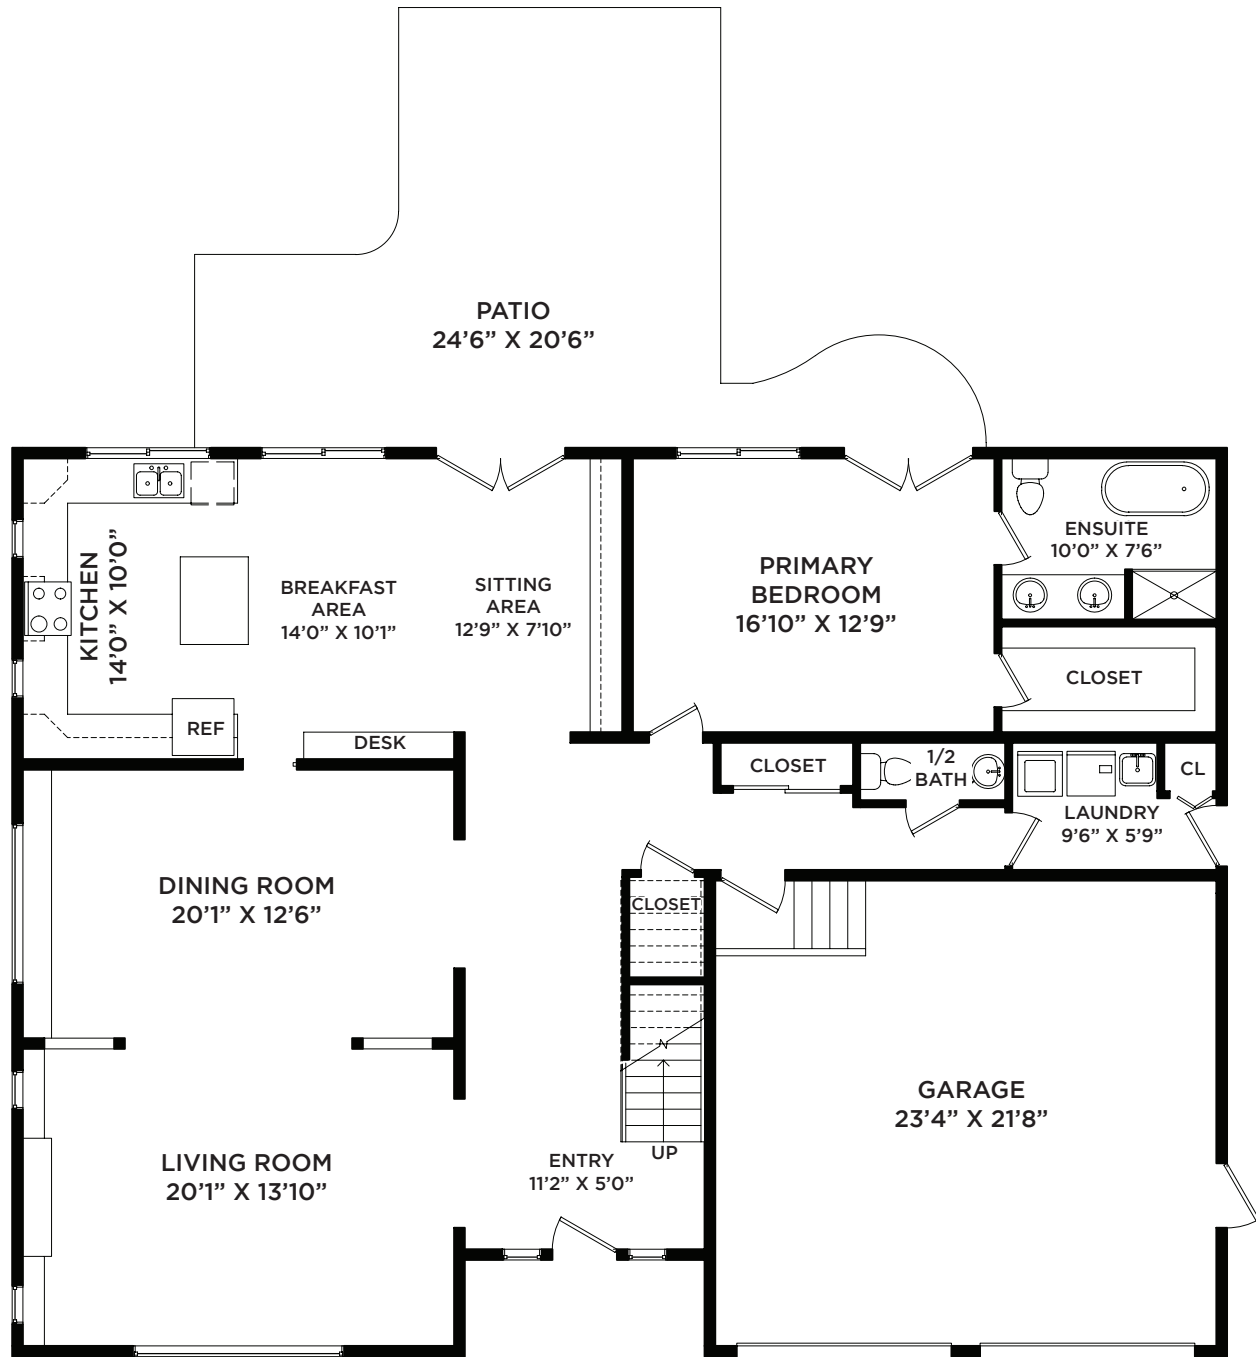 PATIO
24’6” X 20’6”
KITCHEN
14’0” X 10’0”
BREAKFAST
AREA
14’0” X 10’1”
SITTING
AREA
12’9” X 7’10”
PRIMARY
BEDROOM
16’10” X 12’9”
ENSUITE
10’0” X 7’6”
CLOSET
REF
DESK
CLOSET
1/2
BATH
CL
LAUNDRY
9’6” X 5’9”
DINING ROOM
20’1” X 12’6”
CLOSET
GARAGE
23’4” X 21’8”
LIVING ROOM
20’1” X 13’10”
UP
ENTRY
11’2” X 5’0”
N